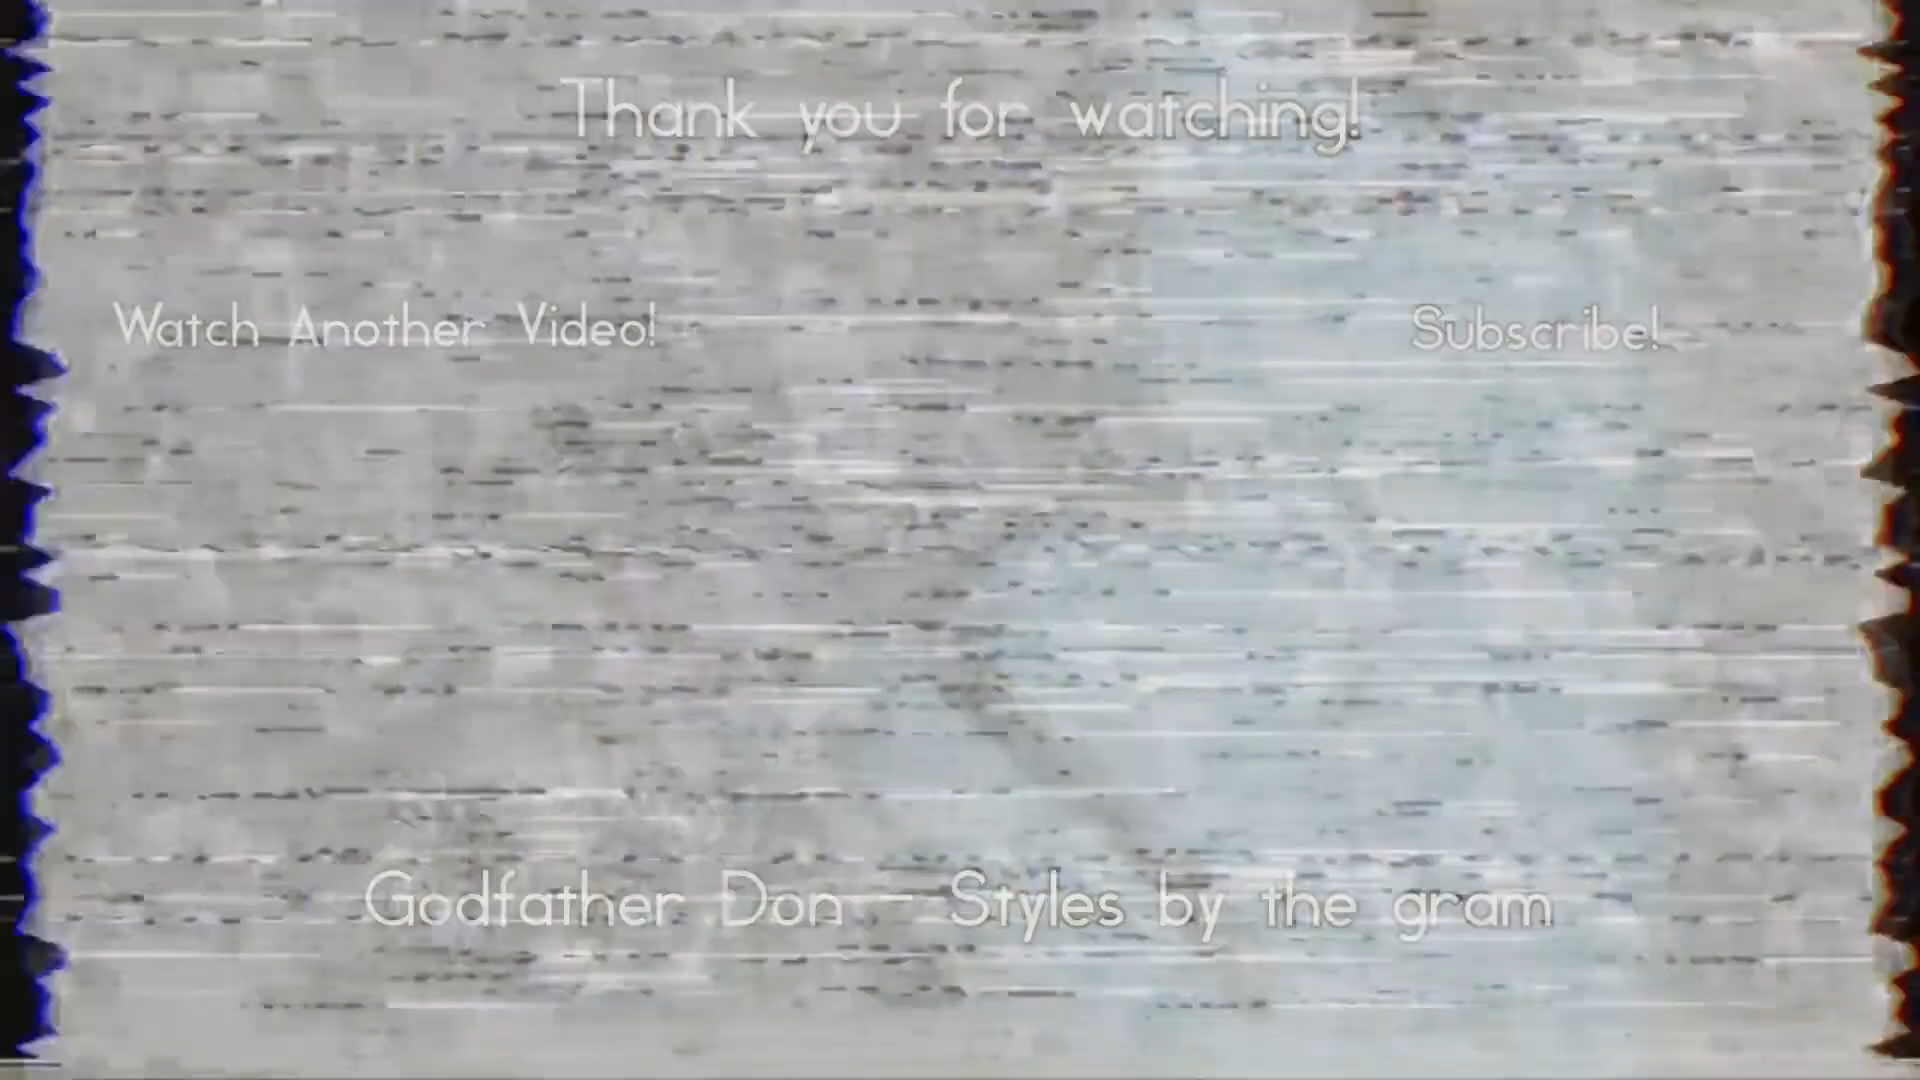 Thank you for watching!
Watch Another Video!
Subscribe!
Godfather Don - Styles by the gram